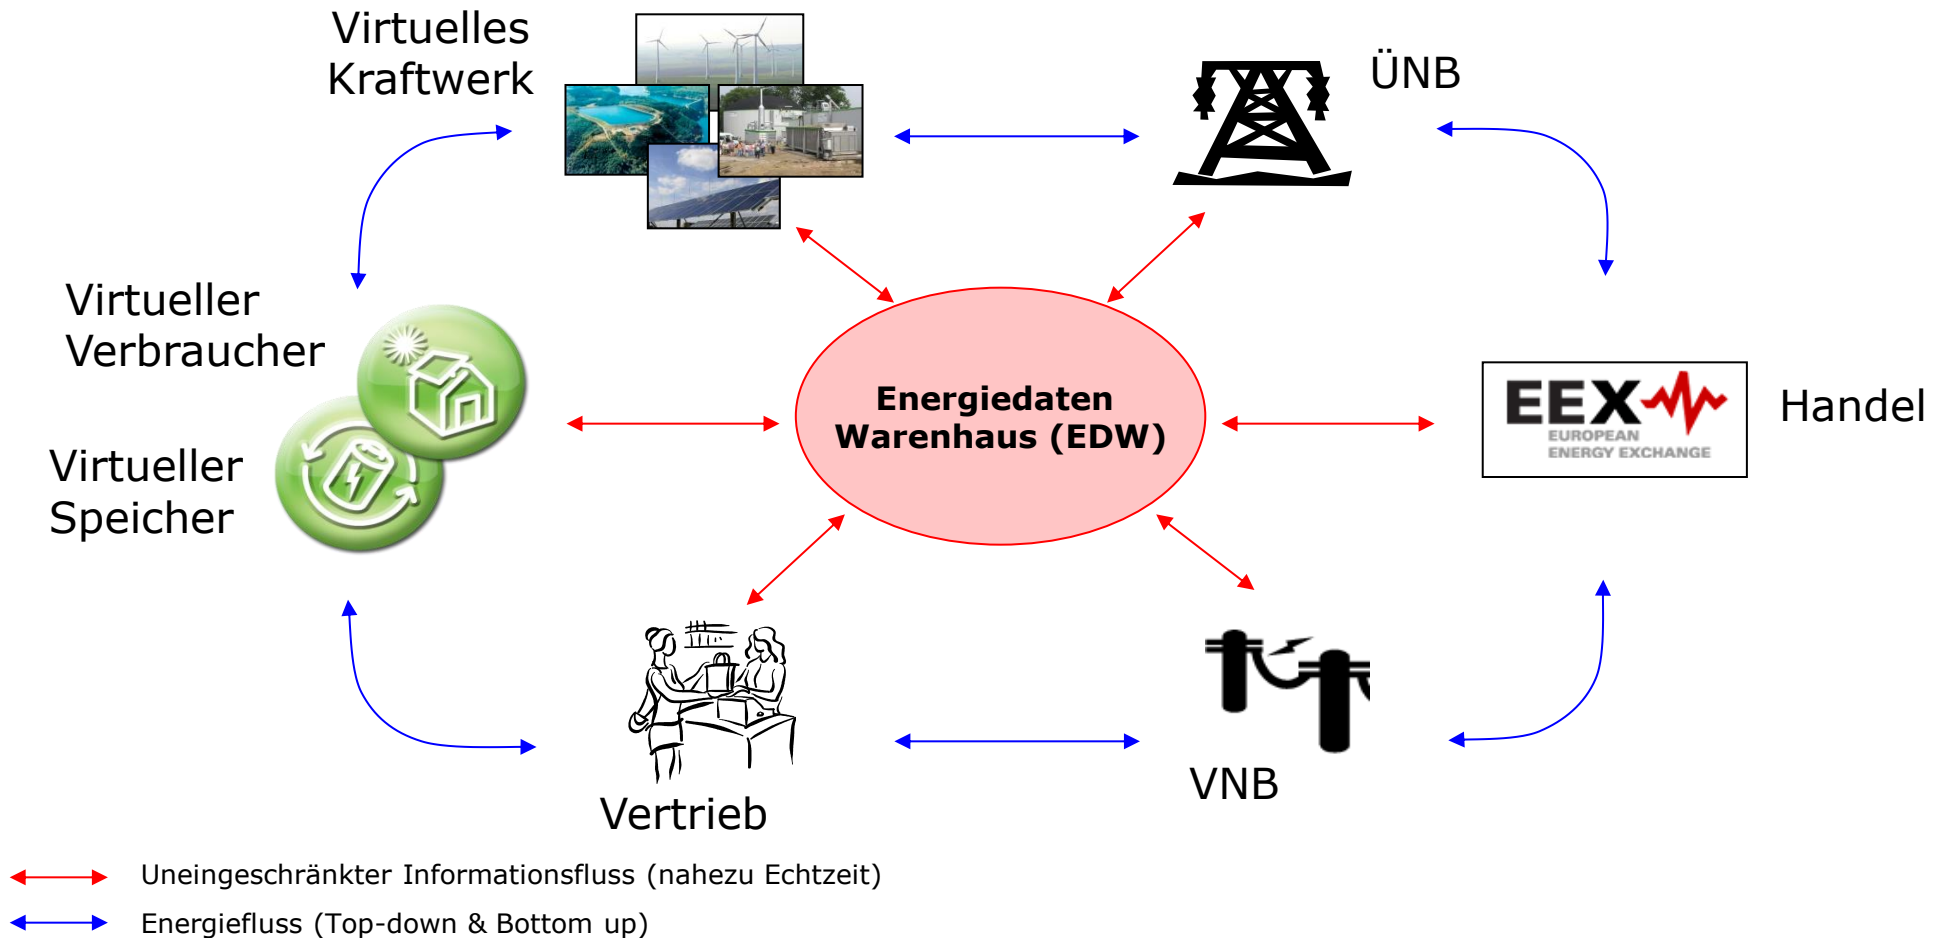 Virtuelles
Kraftwerk
ÜNB
Virtueller
Verbraucher
Virtueller
Speicher
Energiedaten
Warenhaus (EDW)
EEX
EUROPEAN
ENERGY EXCHANGE
Handel
Vertrieb
VNB
Uneingeschränkter Informationsfluss (nahezu Echtzeit)
Energiefluss (Top-down & Bottom up)